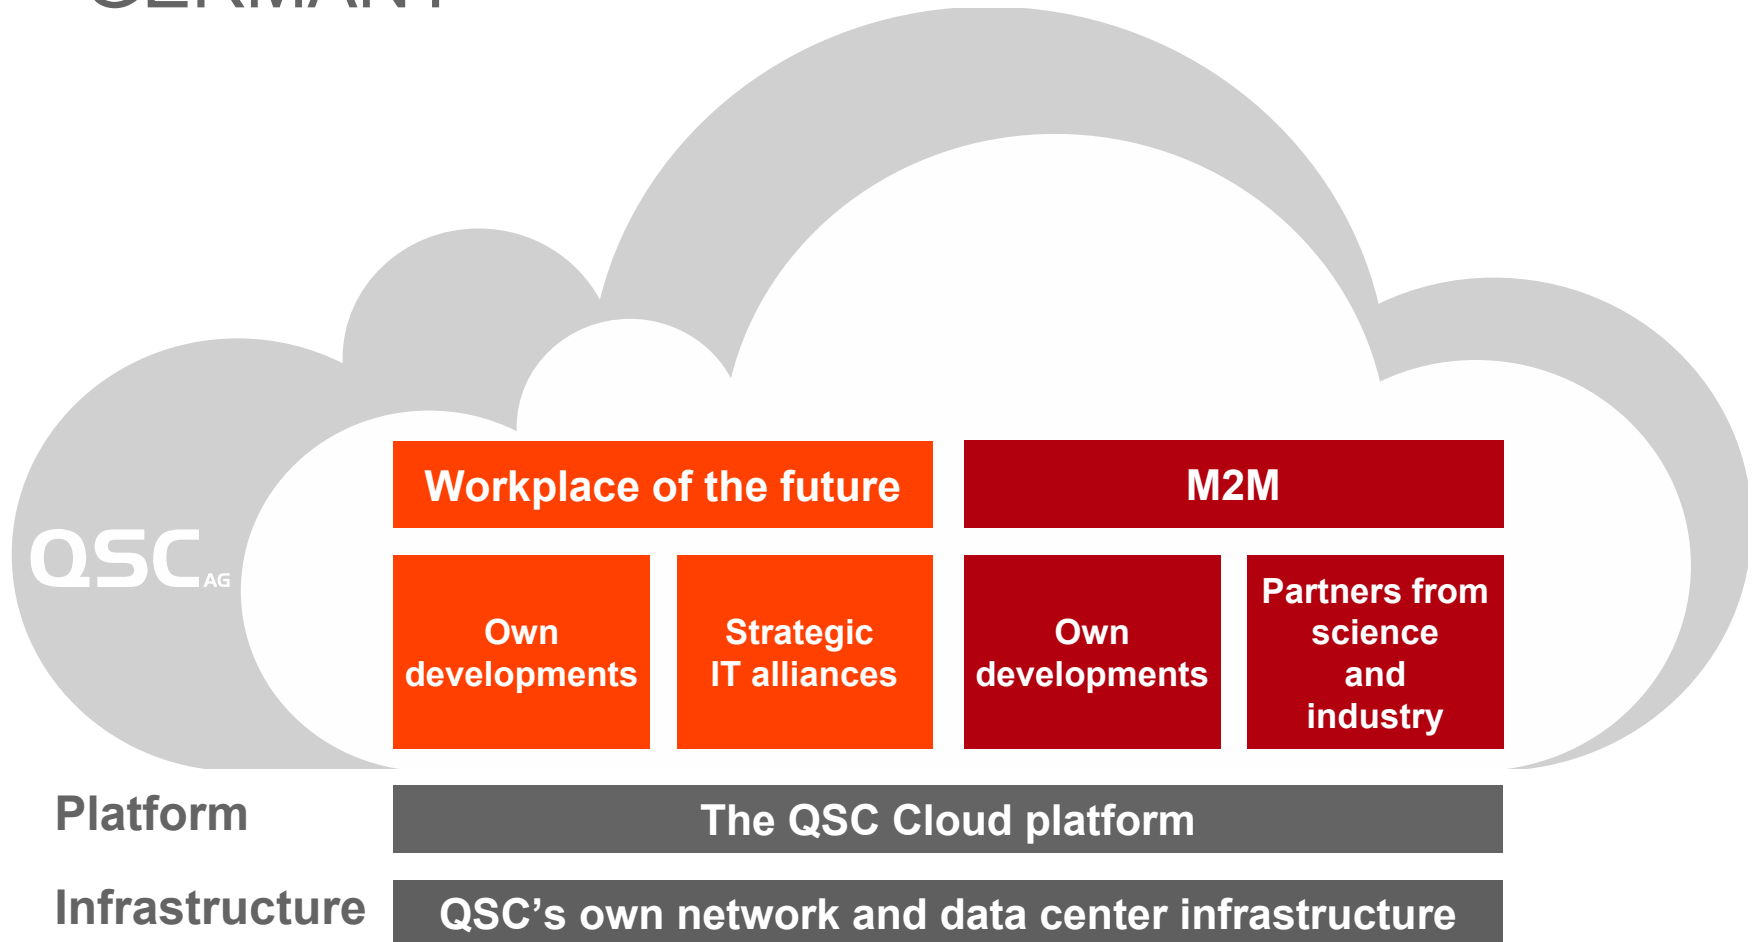 GERMANY
Workplace of the future
M2M
QSC AG
Own
developments
Strategic
IT alliances
Own
developments
Partners from
science
and
industry
Platform
The QSC Cloud platform
Infrastructure
QSC’s own network and data center infrastructure